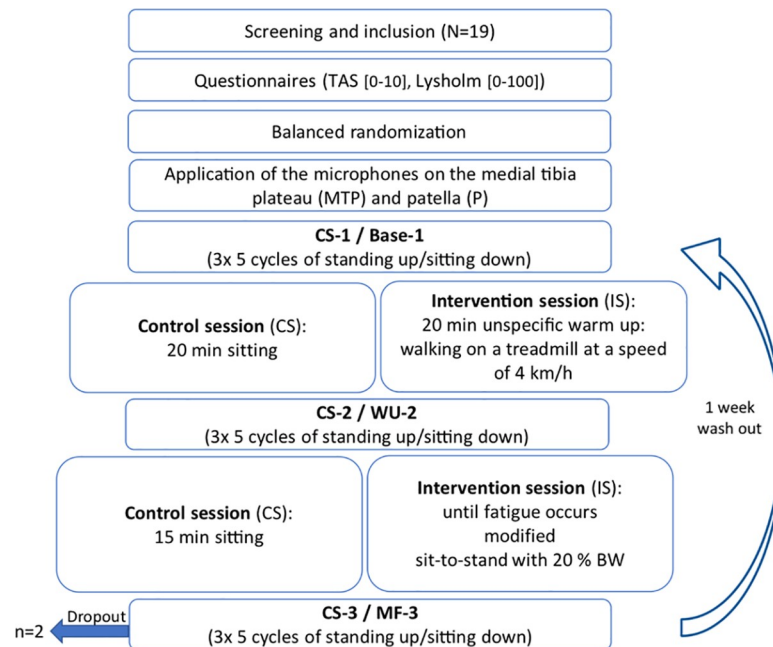 Screening and inclusion (N=19)
Questionnaires (TAS [0-10], Lysholm [0-100])
Balanced randomization
Application of the microphones on the medial tibia
plateau (MTP) and patella (P)
CS-1 / Base-1
(3x 5 cycles of standing up/sitting down)
Control session (CS):
20 min sitting
Intervention session (IS):
20 min unspecific warm up:
walking on a treadmill at a speed
of 4 km/h
1 week
wash out
CS-2 / WU-2
(3x 5 cycles of standing up/sitting down)
Control session (CS):
15 min sitting
Intervention session (IS):
until fatigue occurs
modified
sit-to-stand with 20 % BW
CS-3 / MF-3
(3x 5 cycles of standing up/sitting down)
Dropout
n=2